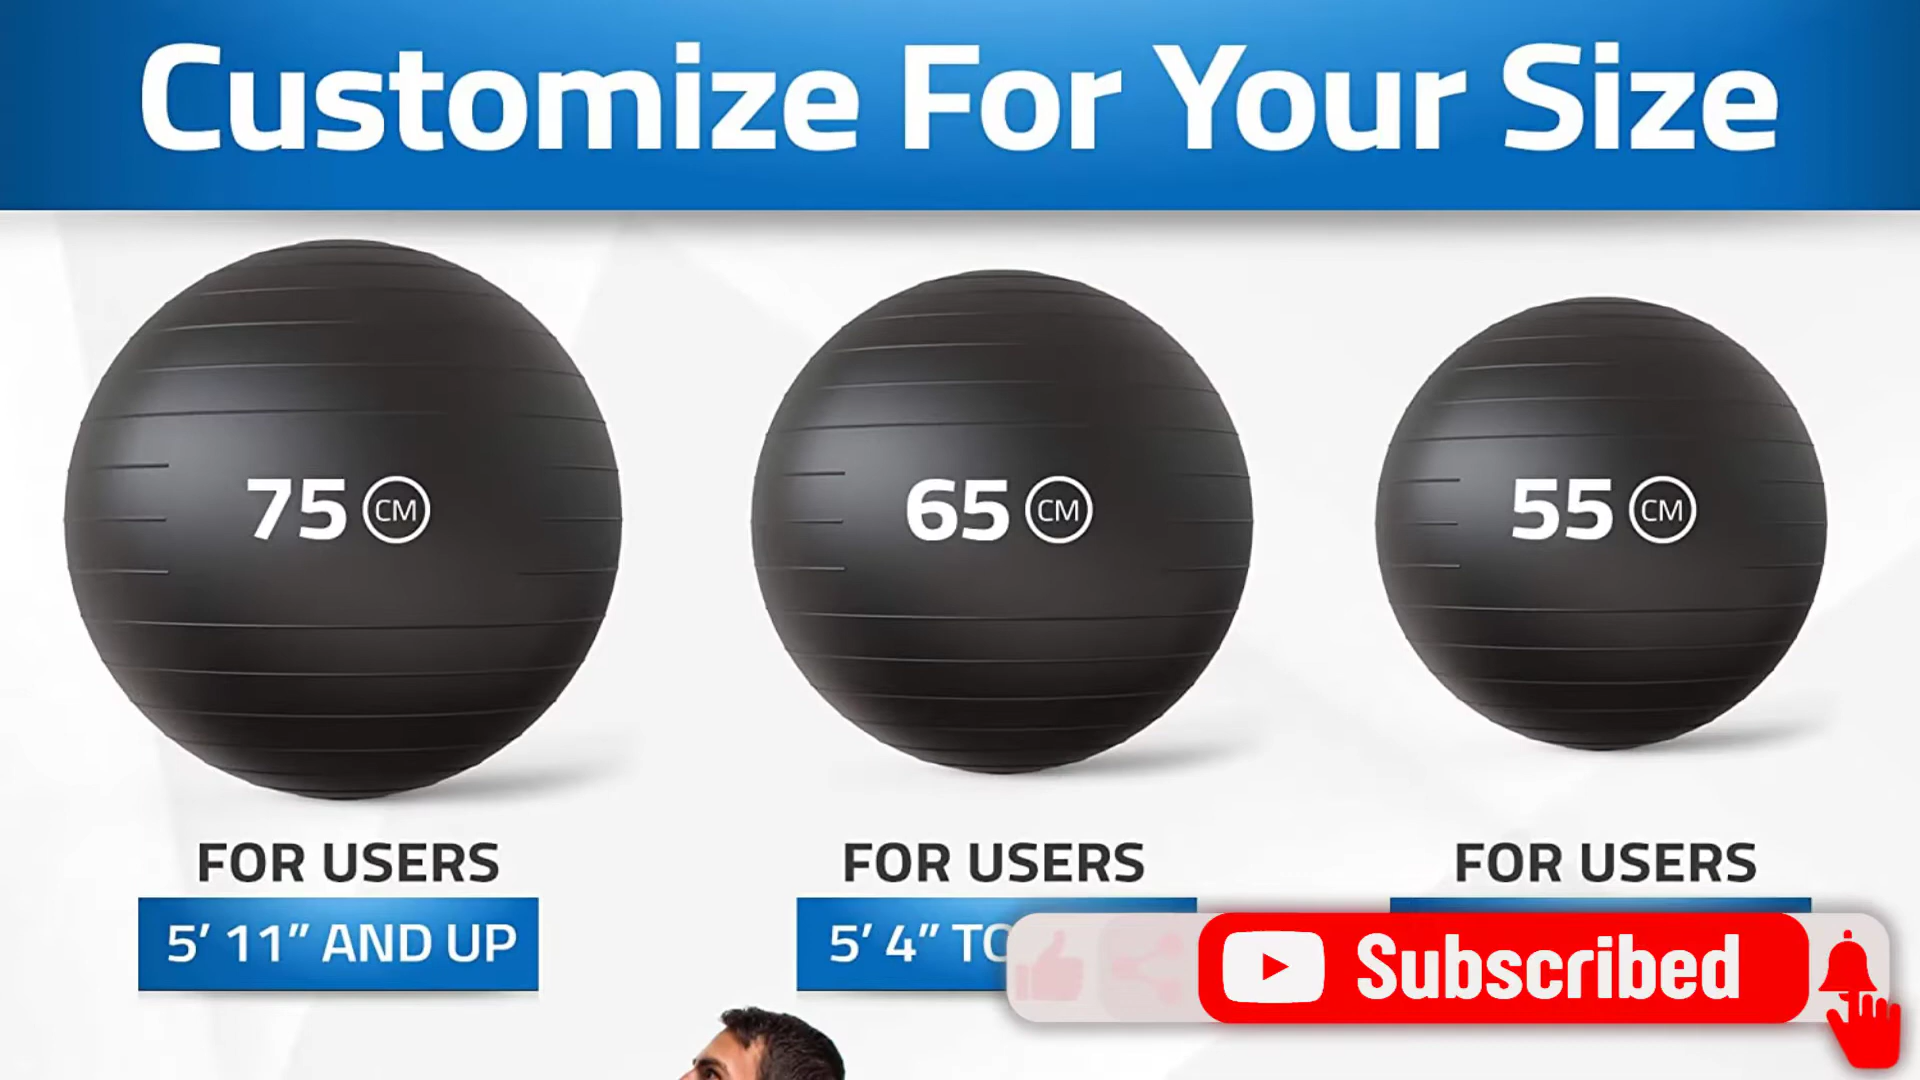 Customize For Your Size
75 CM
65 CM
55 CM
FOR USERS
FOR USERS
FOR USERS
5’ 11” AND UP
5’ 4” TO
Subscribed